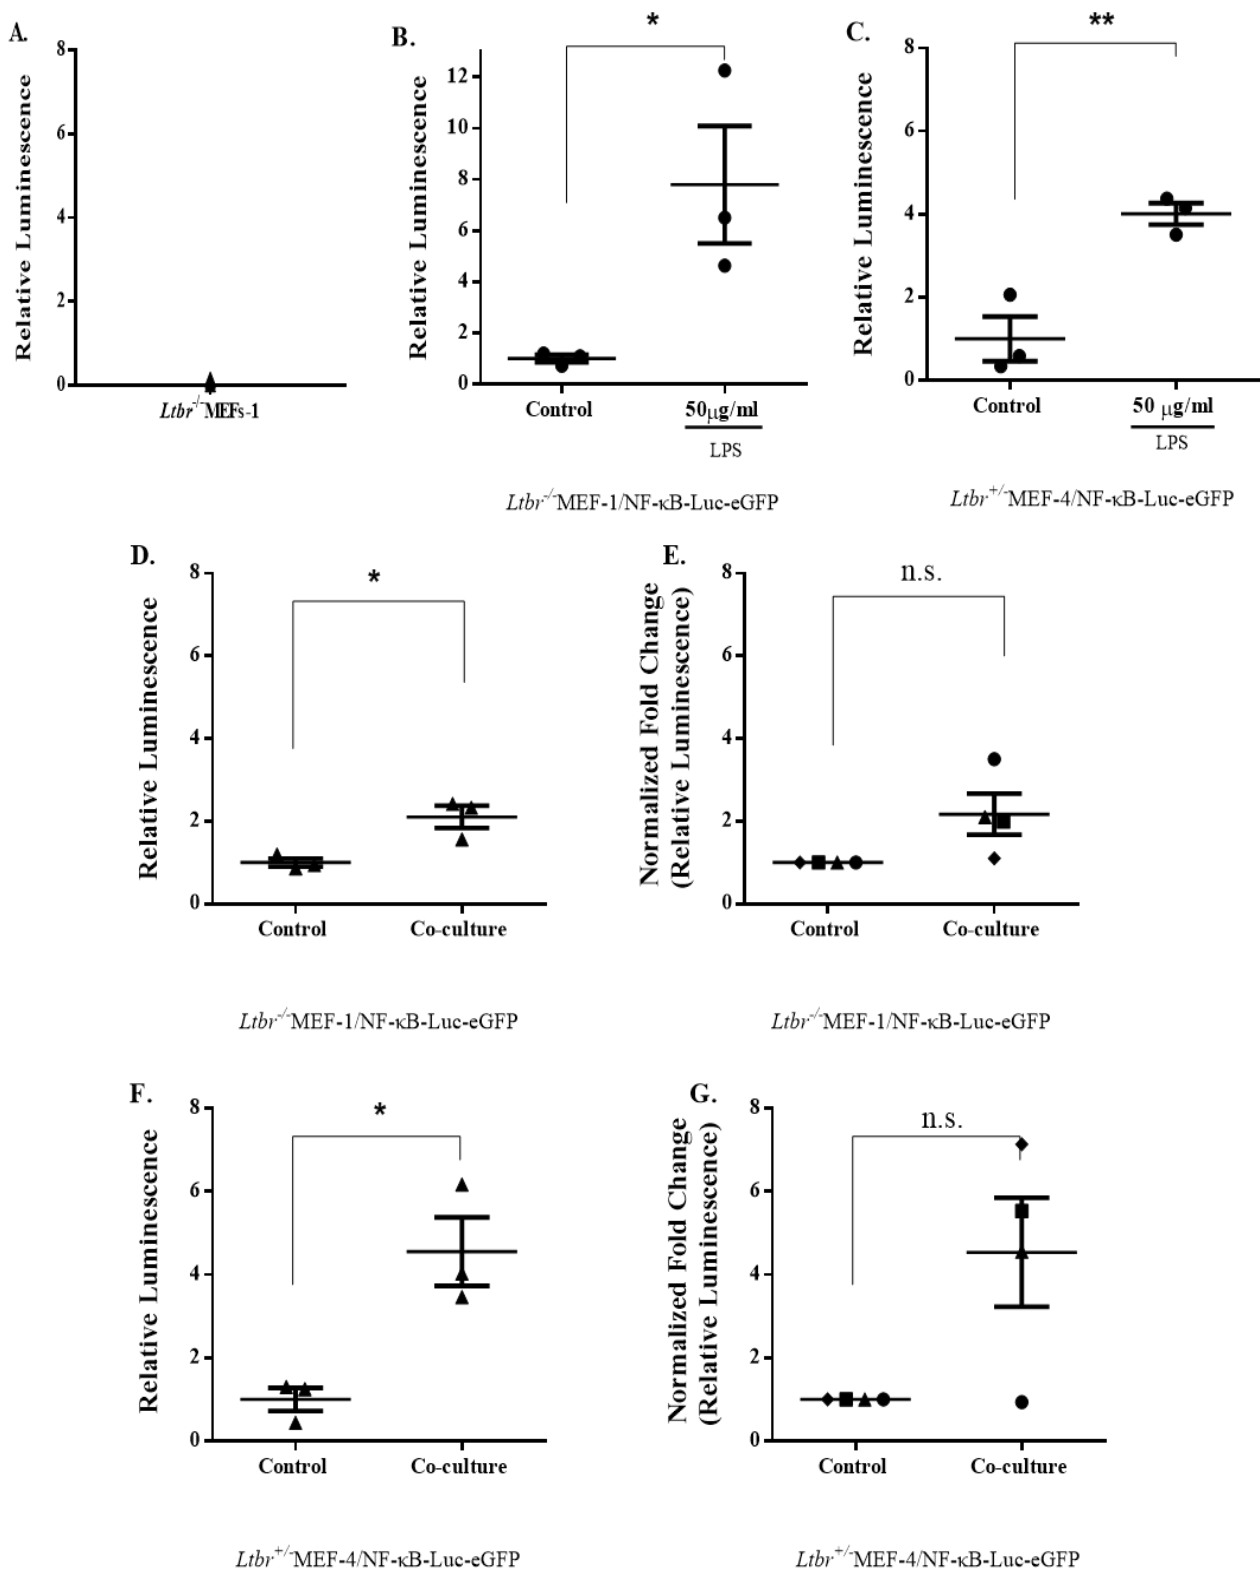 A.
Relative Luminescence
8
6
4
2
0
Ltbr-/-MEFs-1
B.
*
Relative Luminescence
12
10
8
6
4
2
0
Control
50µg/ml
LPS
Ltbr-/-MEF-1/NF-κB-Luc-eGFP
C.
**
Relative Luminescence
8
6
4
2
0
Control
50 µg/ml
LPS
Ltbr+/-MEF-4/NF-κB-Luc-eGFP
D.
*
Relative Luminescence
8
6
4
2
0
Control
Co-culture
Ltbr-/-MEF-1/NF-κB-Luc-eGFP
E.
n.s.
Normalized Fold Change
(Relative Luminescence)
8
6
4
2
0
Control
Co-culture
Ltbr-/-MEF-1/NF-κB-Luc-eGFP
F.
*
Relative Luminescence
8
6
4
2
0
Control
Co-culture
Ltbr+/-MEF-4/NF-κB-Luc-eGFP
G.
n.s.
Normalized Fold Change
(Relative Luminescence)
8
6
4
2
0
Control
Co-culture
Ltbr+/-MEF-4/NF-κB-Luc-eGFP